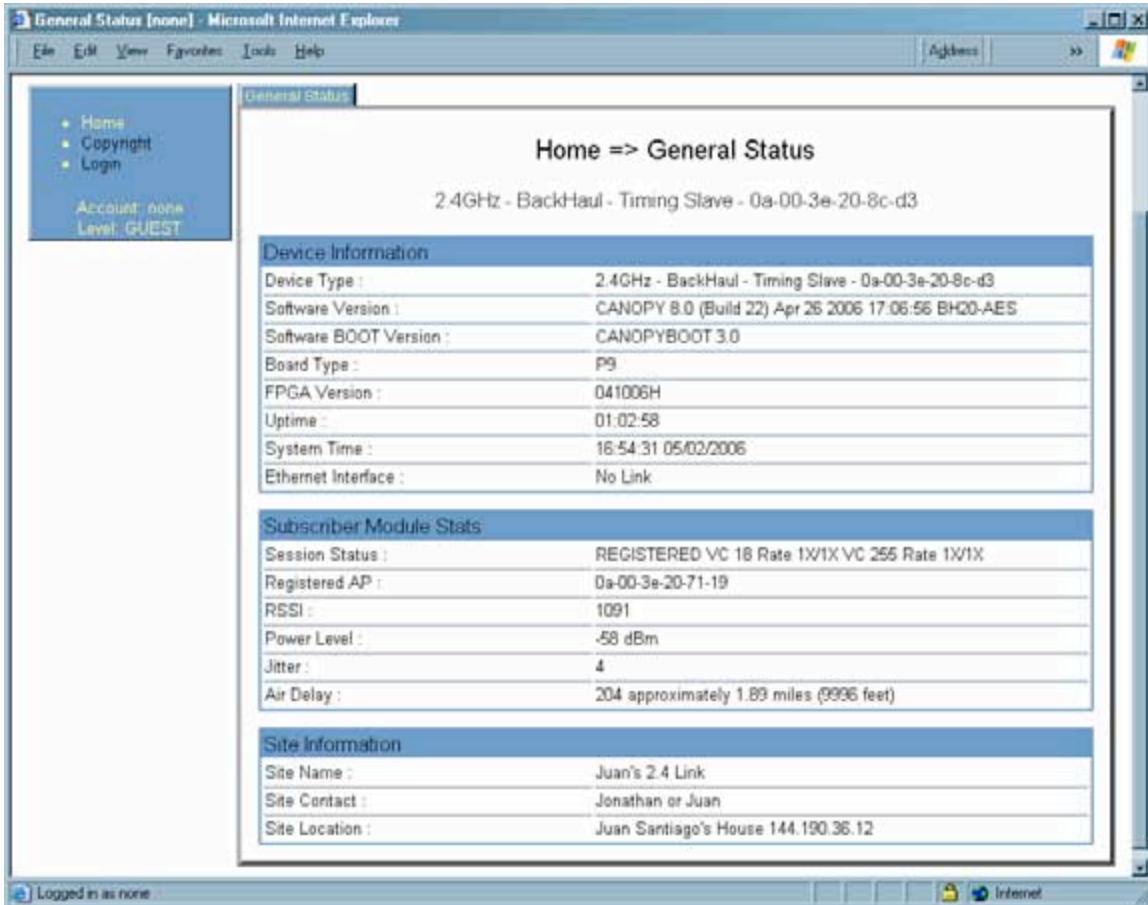 General Status [none] - Microsoft Internet Explorer
File Edit View Favorites Tools Help Address »
General Status
Home
Copyright
Login
Account: none
Level: GUEST
Home => General Status
2.4GHz - BackHaul - Timing Slave - 0a-00-3e-20-8c-d3
Device Information
Device Type : 2.4GHz - BackHaul - Timing Slave - 0a-00-3e-20-8c-d3
Software Version : CANOPY 8.0 (Build 22) Apr 26 2006 17:06:56 BH20-AES
Software BOOT Version : CANOPYBOOT 3.0
Board Type : P9
FPGA Version : 041006H
Uptime : 01:02:58
System Time : 16:54:31 05/02/2006
Ethernet Interface : No Link
Subscriber Module Stats
Session Status : REGISTERED VC 18 Rate 1X/1X VC 255 Rate 1X/1X
Registered AP : 0a-00-3e-20-71-19
RSSI : 1091
Power Level : -58 dBm
Jitter : 4
Air Delay : 204 approximately 1.89 miles (9996 feet)
Site Information
Site Name : Juan's 2.4 Link
Site Contact : Jonathan or Juan
Site Location : Juan Santiago's House 144.190.36.12
Logged in as none . Internet